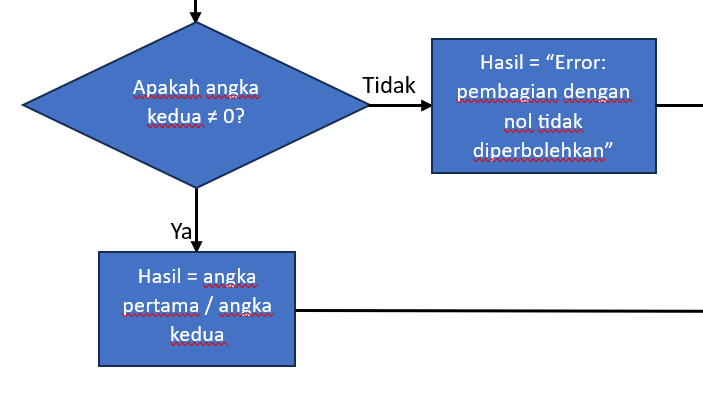 Apakah angka
kedua ≠ 0?
Tidak
Hasil = “Error:
pembagian dengan
nol tidak
diperbolehkan”
Ya
Hasil = angka
pertama / angka
kedua